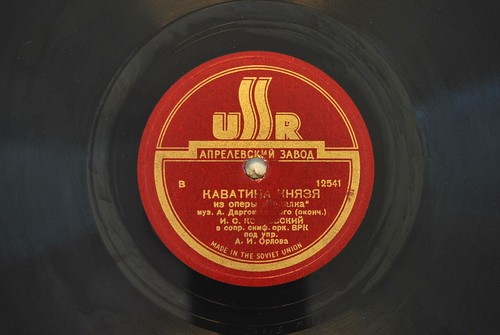 USSR
АПРЕЛЕВСКИЙ ЗАВОД
В 12541
КАВАТИНА КНЯЗЯ
из оперы
муз. А. (оконч.)
И. С.
в сопр. симф. орк. ВРК
под упр.
А. И. Орлова
MADE IN THE SOVIET UNION